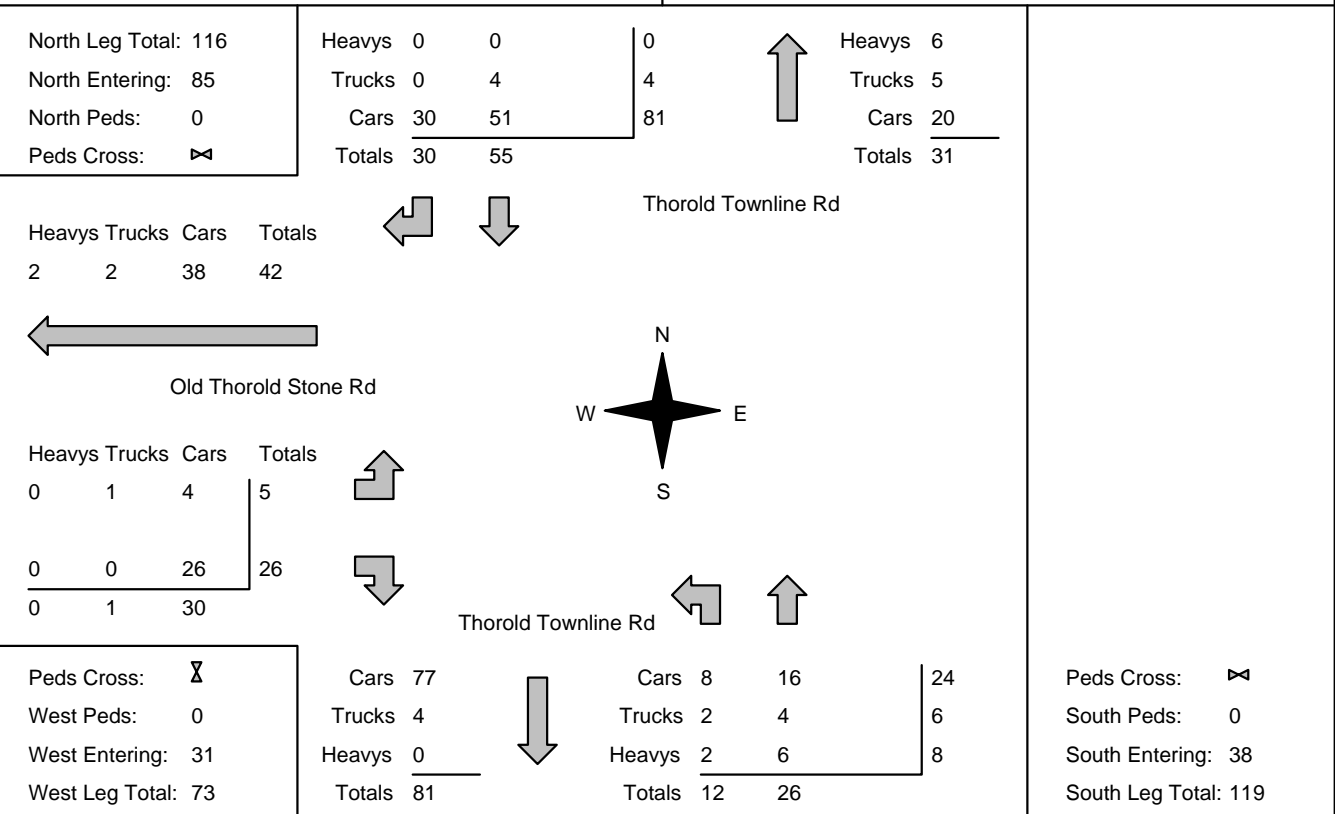 North Leg Total: 116
North Entering: 85
North Peds: 0
Peds Cross:
Heavys 0 0 0
Trucks 0 4 4
Cars 30 51 81
Totals 30 55
Heavys 6
Trucks 5
Cars 20
Totals 31
Thorold Townline Rd
Heavys Trucks Cars Totals
2 2 38 42
Old Thorold Stone Rd
N
W E
S
Heavys Trucks Cars Totals
0 1 4 5
0 0 26 26
0 1 30
Thorold Townline Rd
Peds Cross:
West Peds: 0
West Entering: 31
West Leg Total: 73
Cars 77
Trucks 4
Heavys 0
Totals 81
Cars 8 16 24
Trucks 2 4 6
Heavys 2 6 8
Totals 12 26
Peds Cross:
South Peds: 0
South Entering: 38
South Leg Total: 119